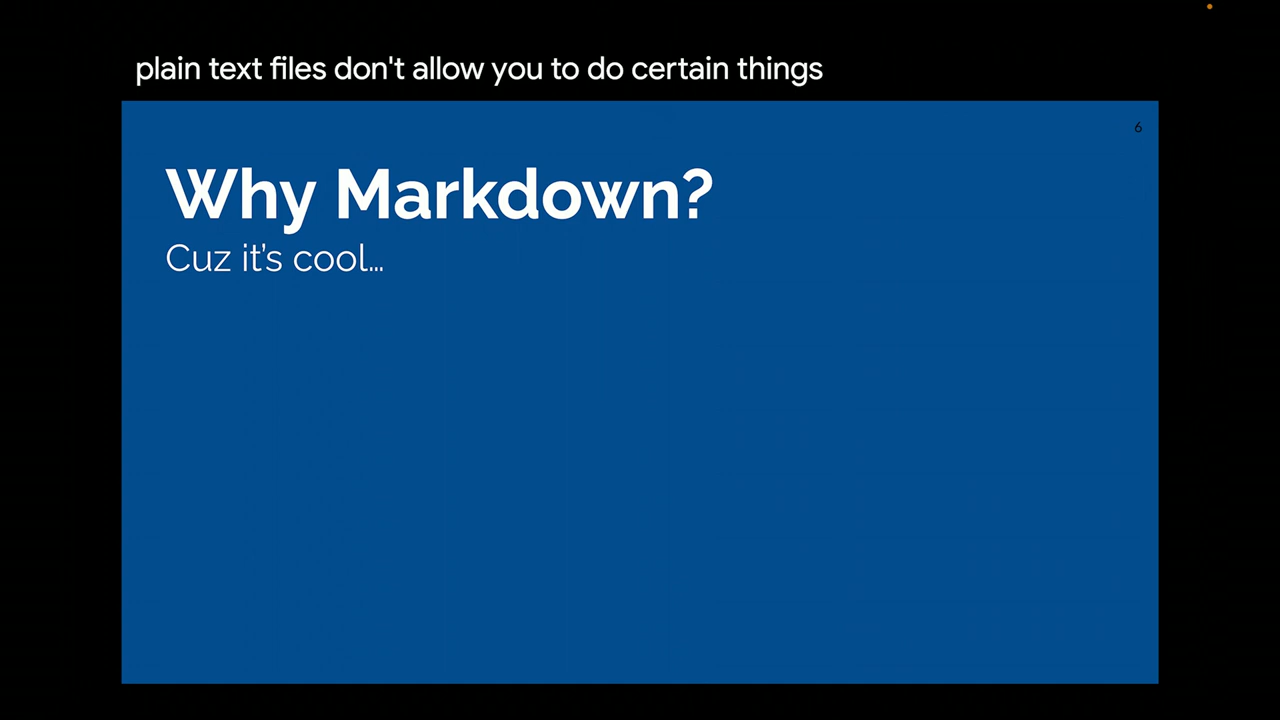 plain text files don't allow you to do certain things
6
Why Markdown?
Cuz it’s cool…